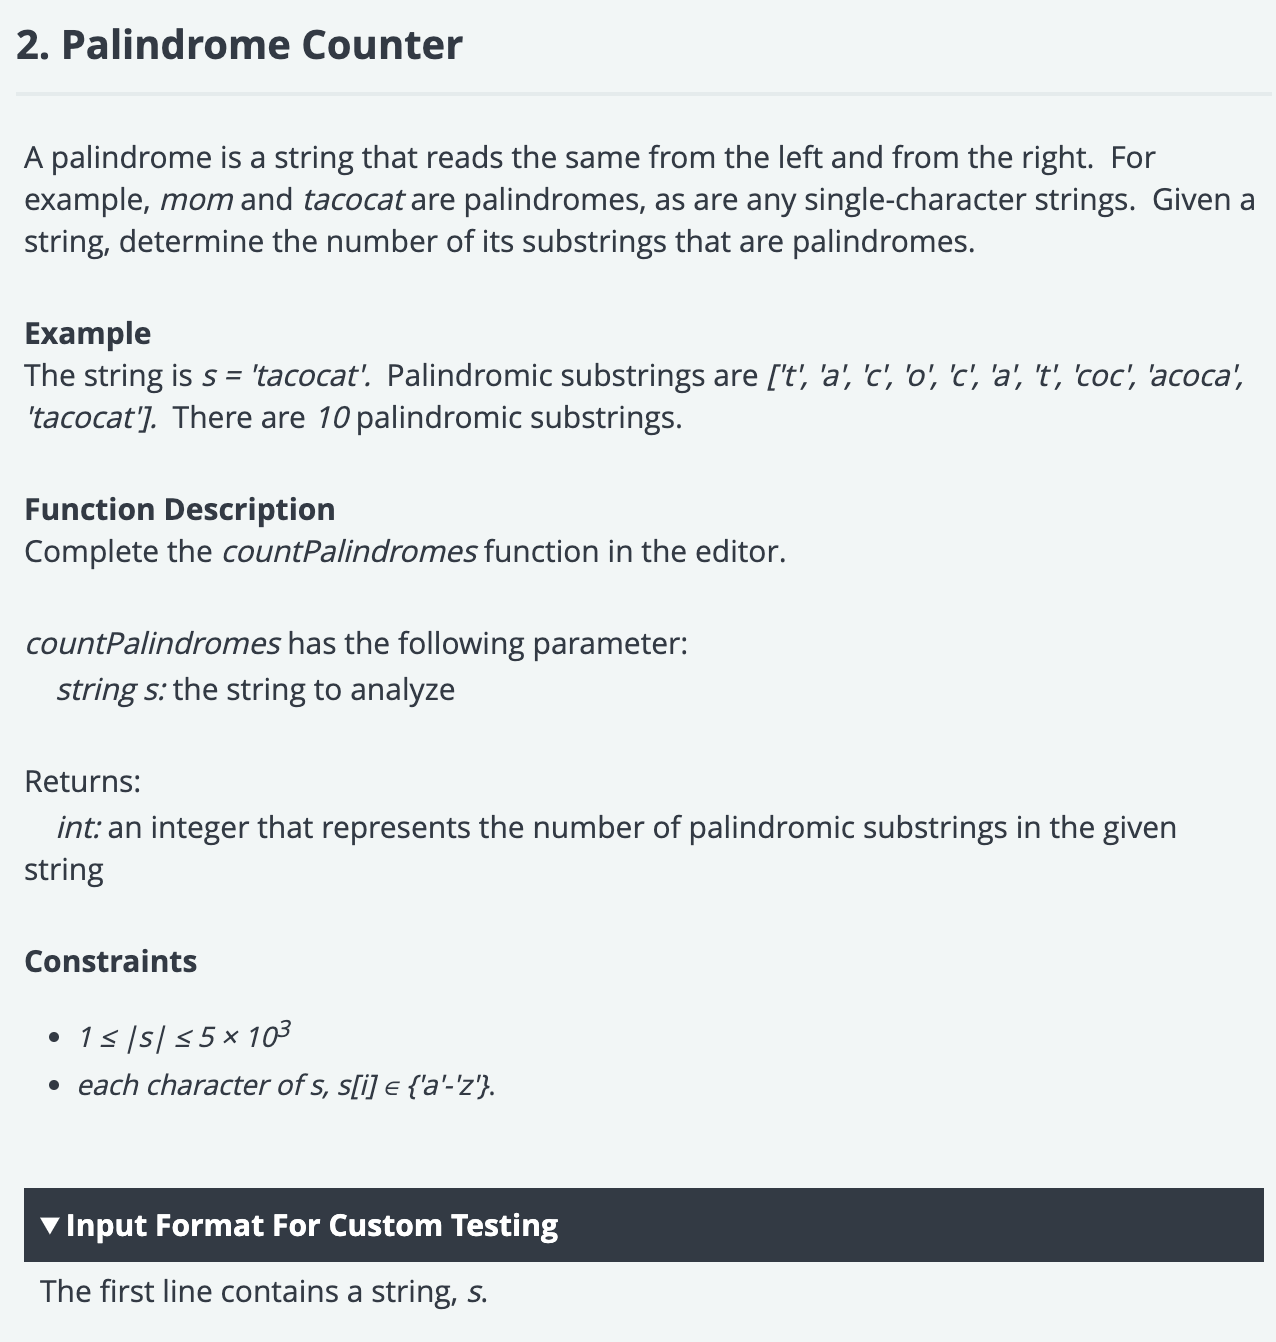 2. Palindrome Counter
A palindrome is a string that reads the same from the left and from the right.  For
example, mom and tacocat are palindromes, as are any single-character strings.  Given a
string, determine the number of its substrings that are palindromes.
Example
The string is s = 'tacocat'.  Palindromic substrings are ['t', 'a', 'c', 'o', 'c', 'a', 't', 'coc', 'acoca',
'tacocat'].  There are 10 palindromic substrings.
Function Description
Complete the countPalindromes function in the editor.
countPalindromes has the following parameter:
string s: the string to analyze
Returns:
int: an integer that represents the number of palindromic substrings in the given
string
Constraints
• 1 ≤ |s| ≤ 5 × 10³
• each character of s, s[i] ∈ {'a'-'z'}.
▼ Input Format For Custom Testing
The first line contains a string, s.